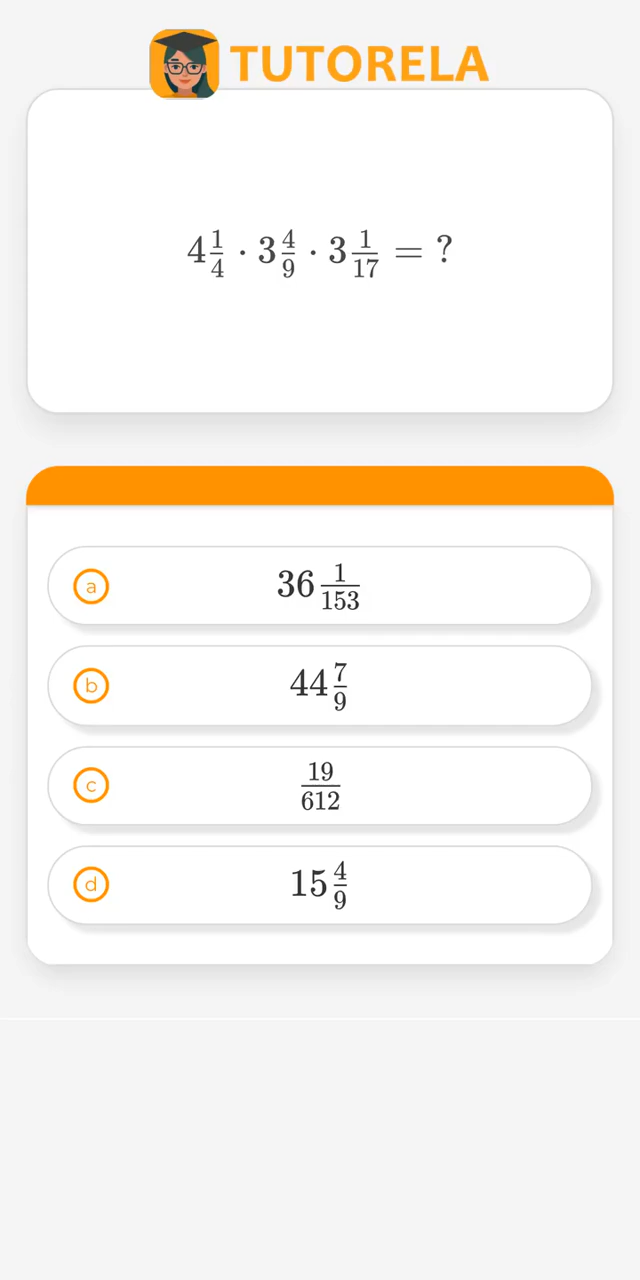 TUTORELA
4 1/4 · 3 4/9 · 3 1/17 = ?
a 36 1/153
b 44 7/9
c 19/612
d 15 4/9